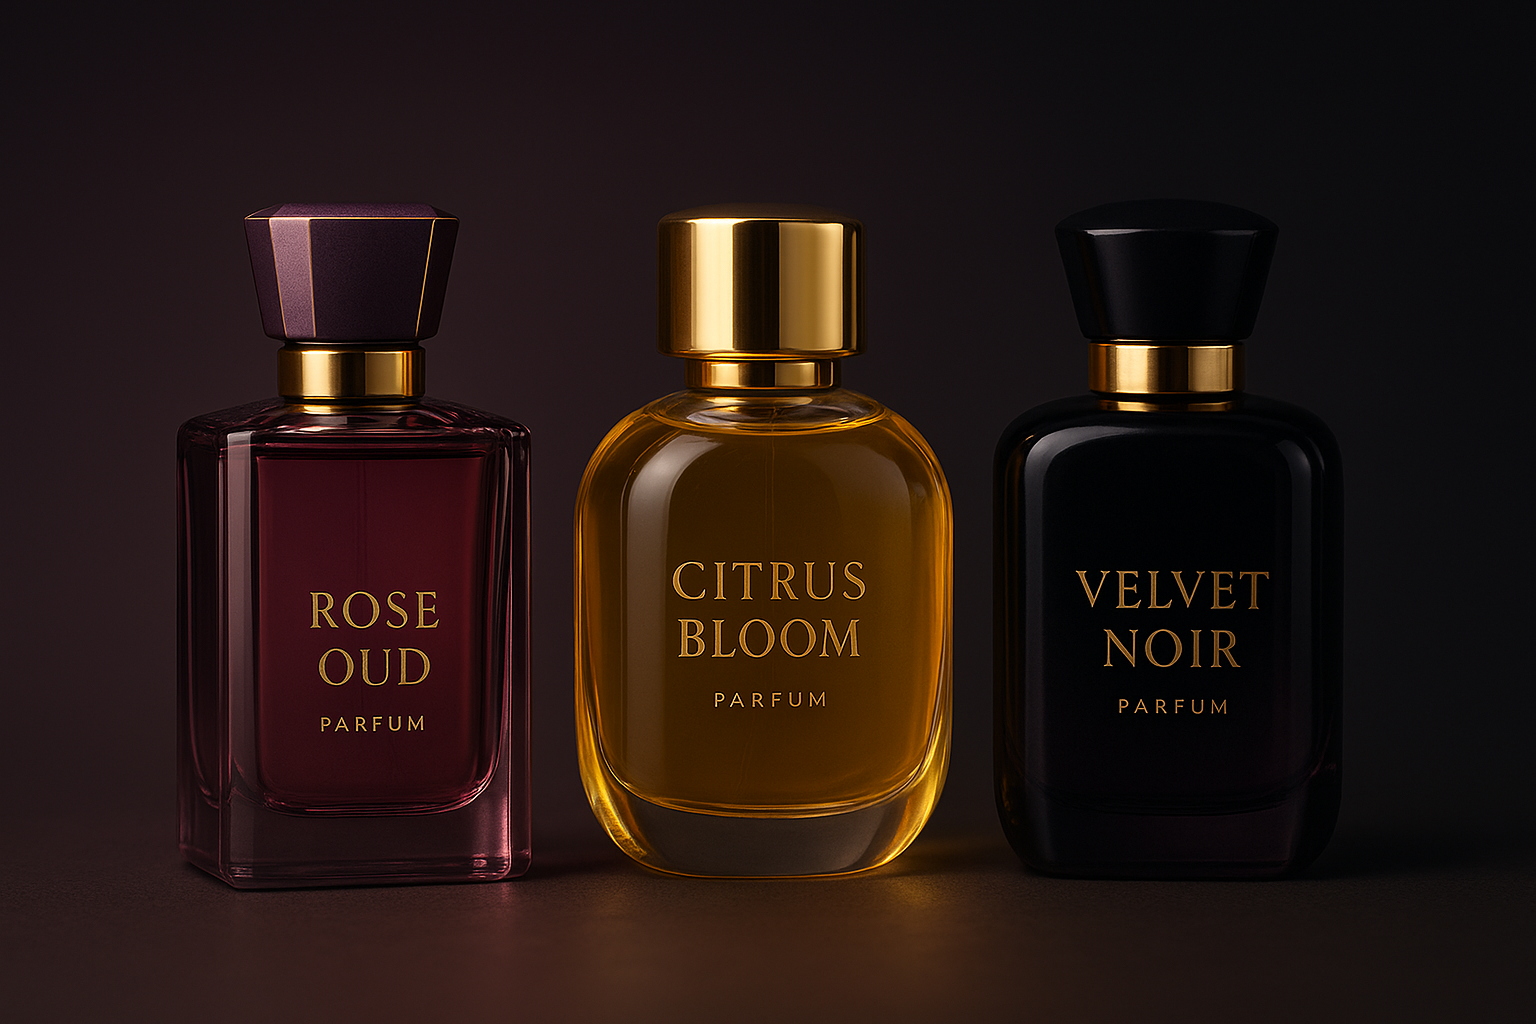 ROSE
OUD
PARFUM
CITRUS
BLOOM
PARFUM
VELVET
NOIR
PARFUM